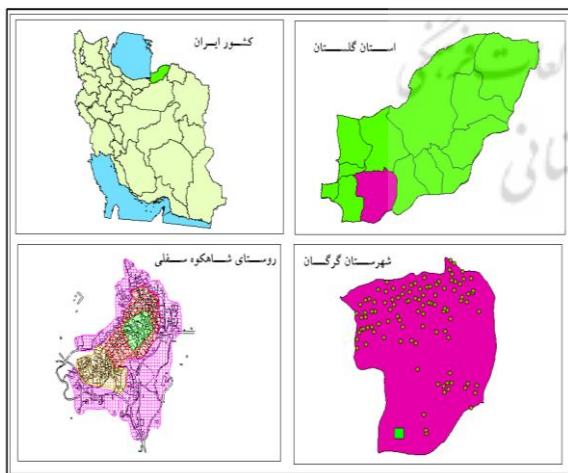 کشور ایران
استان گلستان
روستای شاهکوه سفلی
شهرستان گرگان